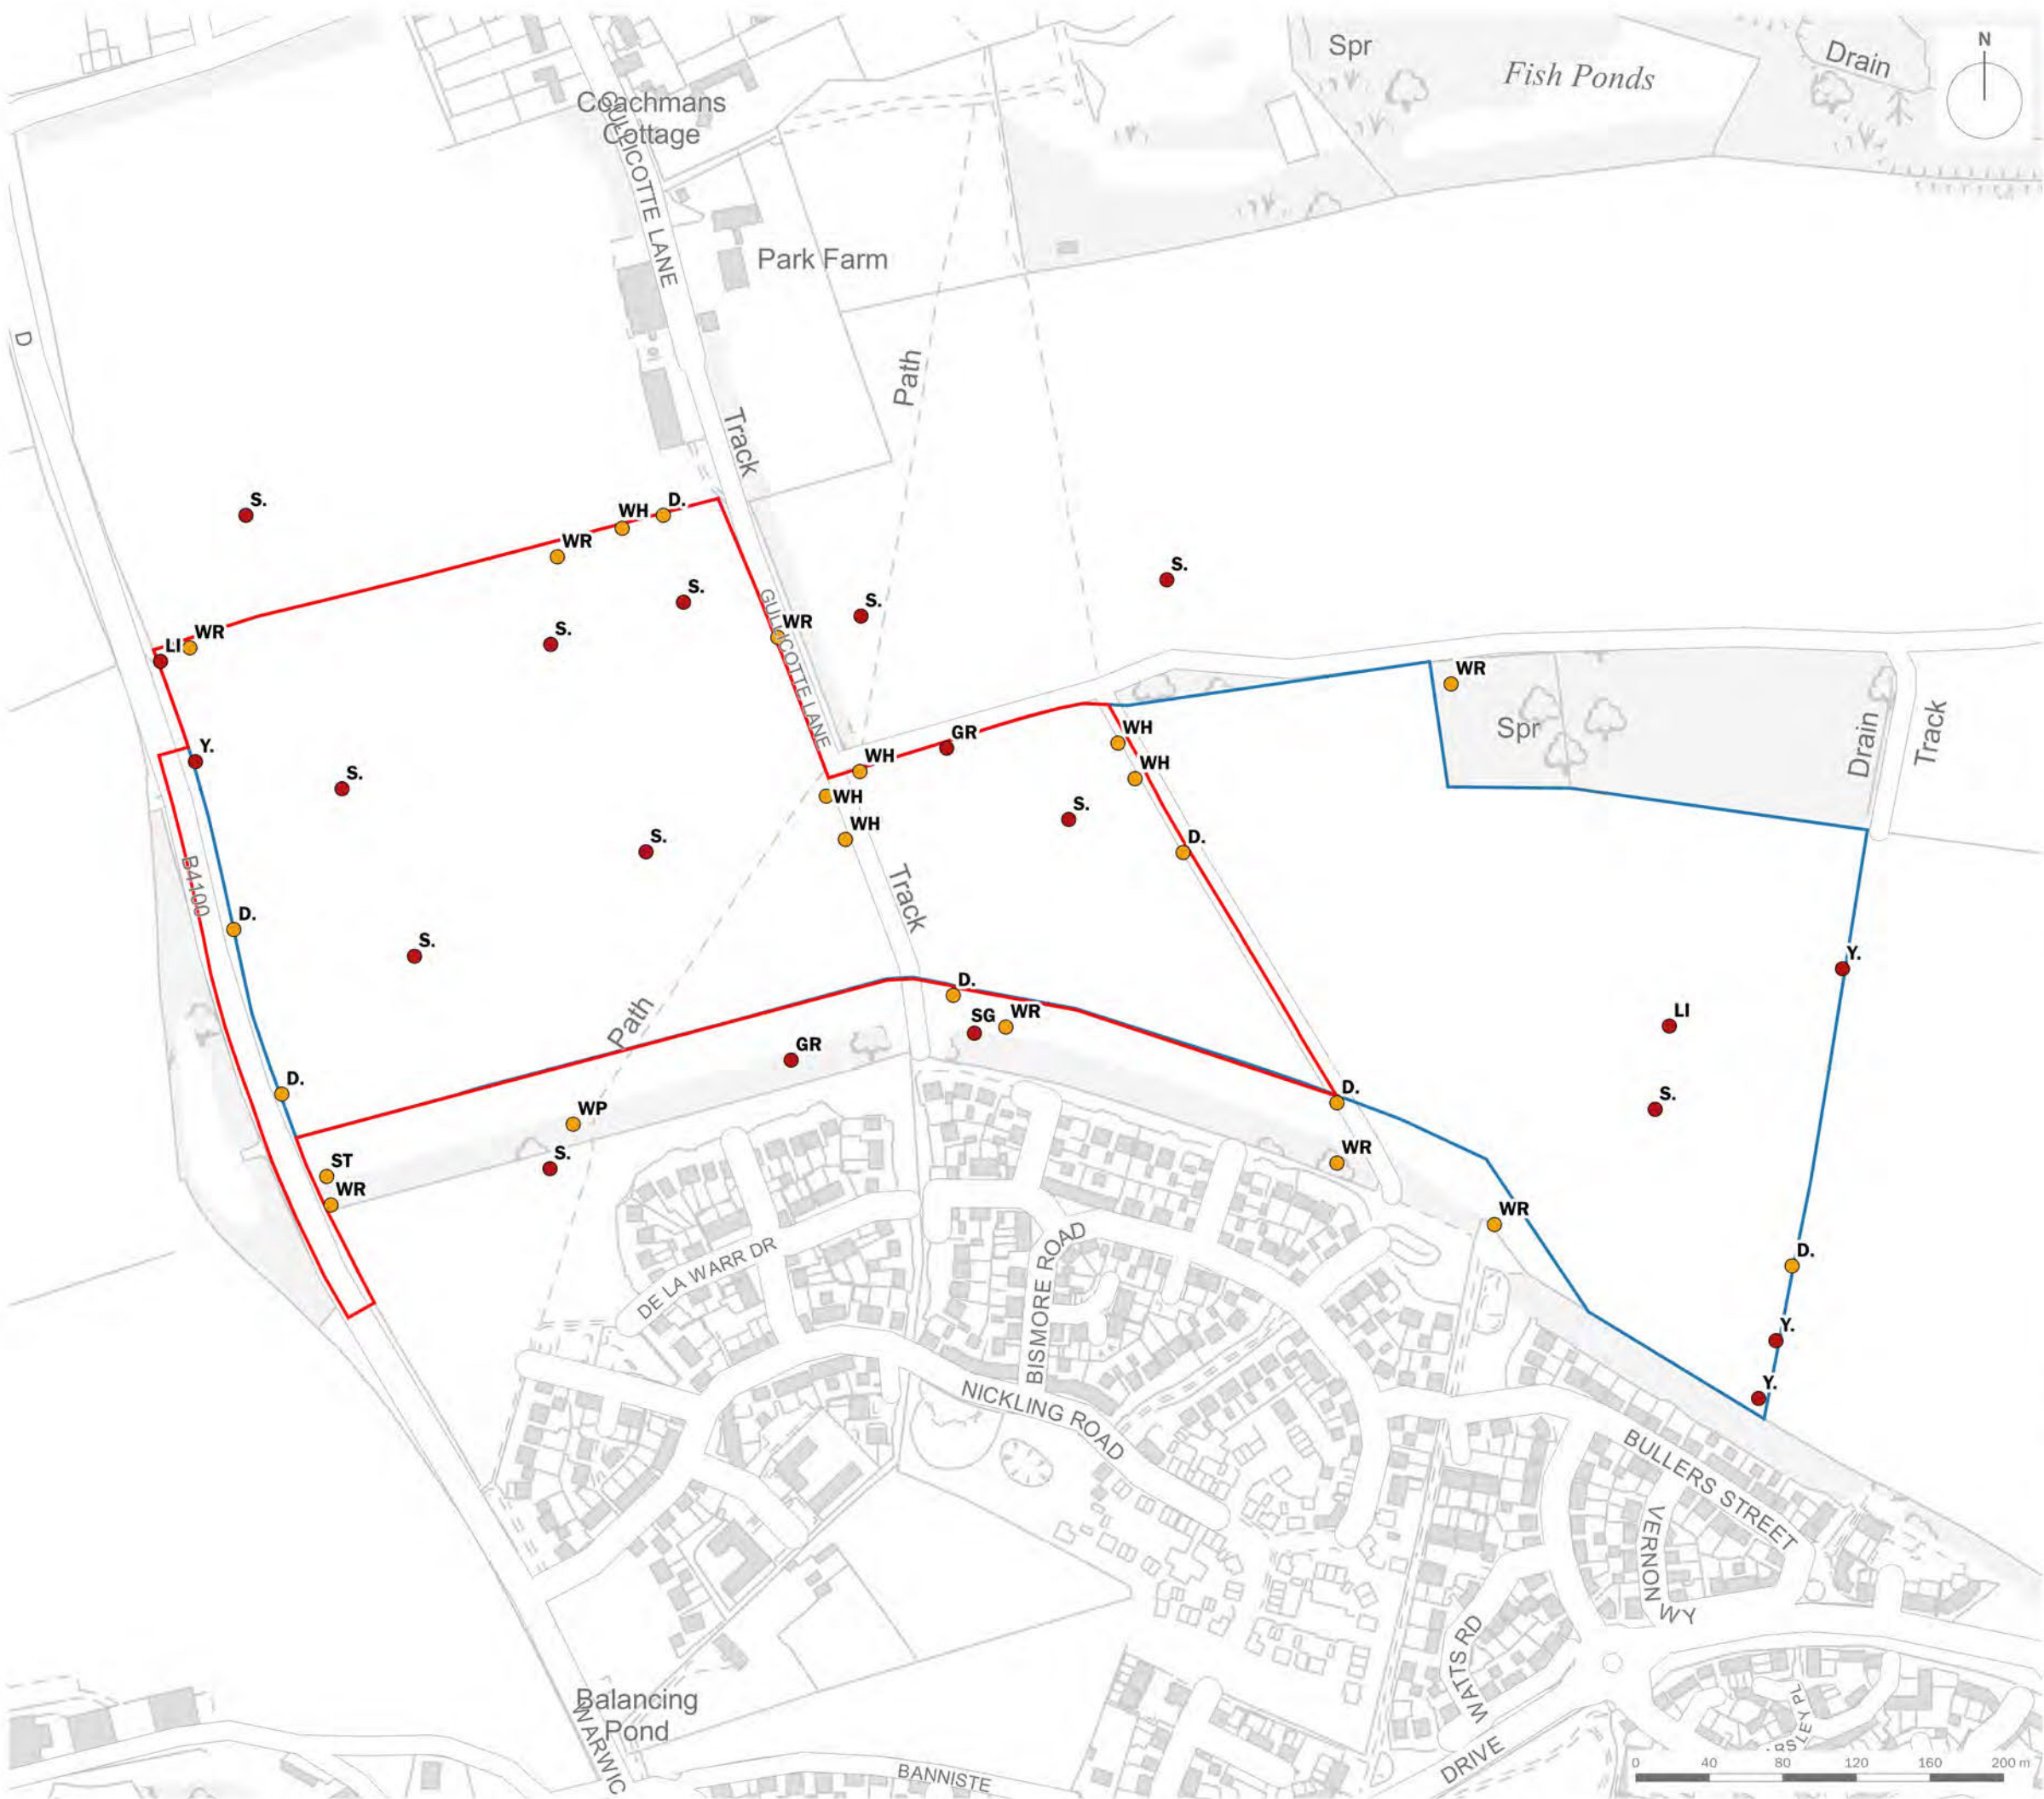 Spr
Fish Ponds
Drain
N
Coachmans
Cottage
GULLICOTTE LANE
Park Farm
D
Path
Track
S.
WH
D.
WR
S.
S.
S.
S.
GULLICOTTE LANE
WR
WR
LI
WR
Spr
Drain
Track
Y.
GR
WH
WH
WH
S.
WH
S.
WH
S.
D.
B4100
Track
D.
S.
Y.
D.
Path
SG
WR
LI
GR
D.
D.
S.
WP
S.
WR
ST
WR
WR
D.
DE LA WARR DR
BISMORE ROAD
Y.
NICKLING ROAD
Y.
BULLERS STREET
VERNON WY
WATTS RD
Balancing
Pond
WARWIC
BANNISTE
DRIVE
SLEY PL
0 40 80 120 160 200 m